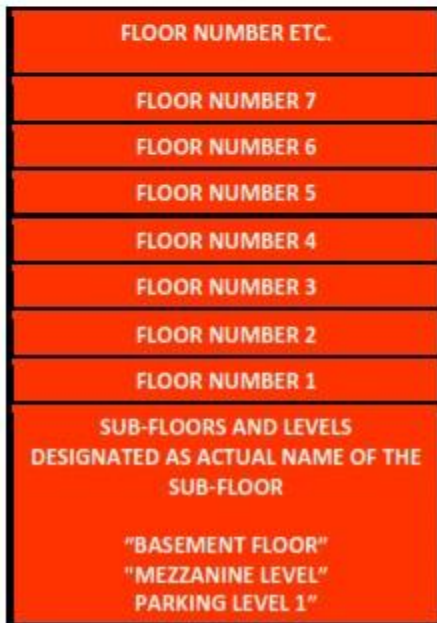 FLOOR NUMBER ETC.
FLOOR NUMBER 7
FLOOR NUMBER 6
FLOOR NUMBER 5
FLOOR NUMBER 4
FLOOR NUMBER 3
FLOOR NUMBER 2
FLOOR NUMBER 1
SUB-FLOORS AND LEVELS
DESIGNATED AS ACTUAL NAME OF THE
SUB-FLOOR
"BASEMENT FLOOR"
"MEZZANINE LEVEL"
PARKING LEVEL 1"